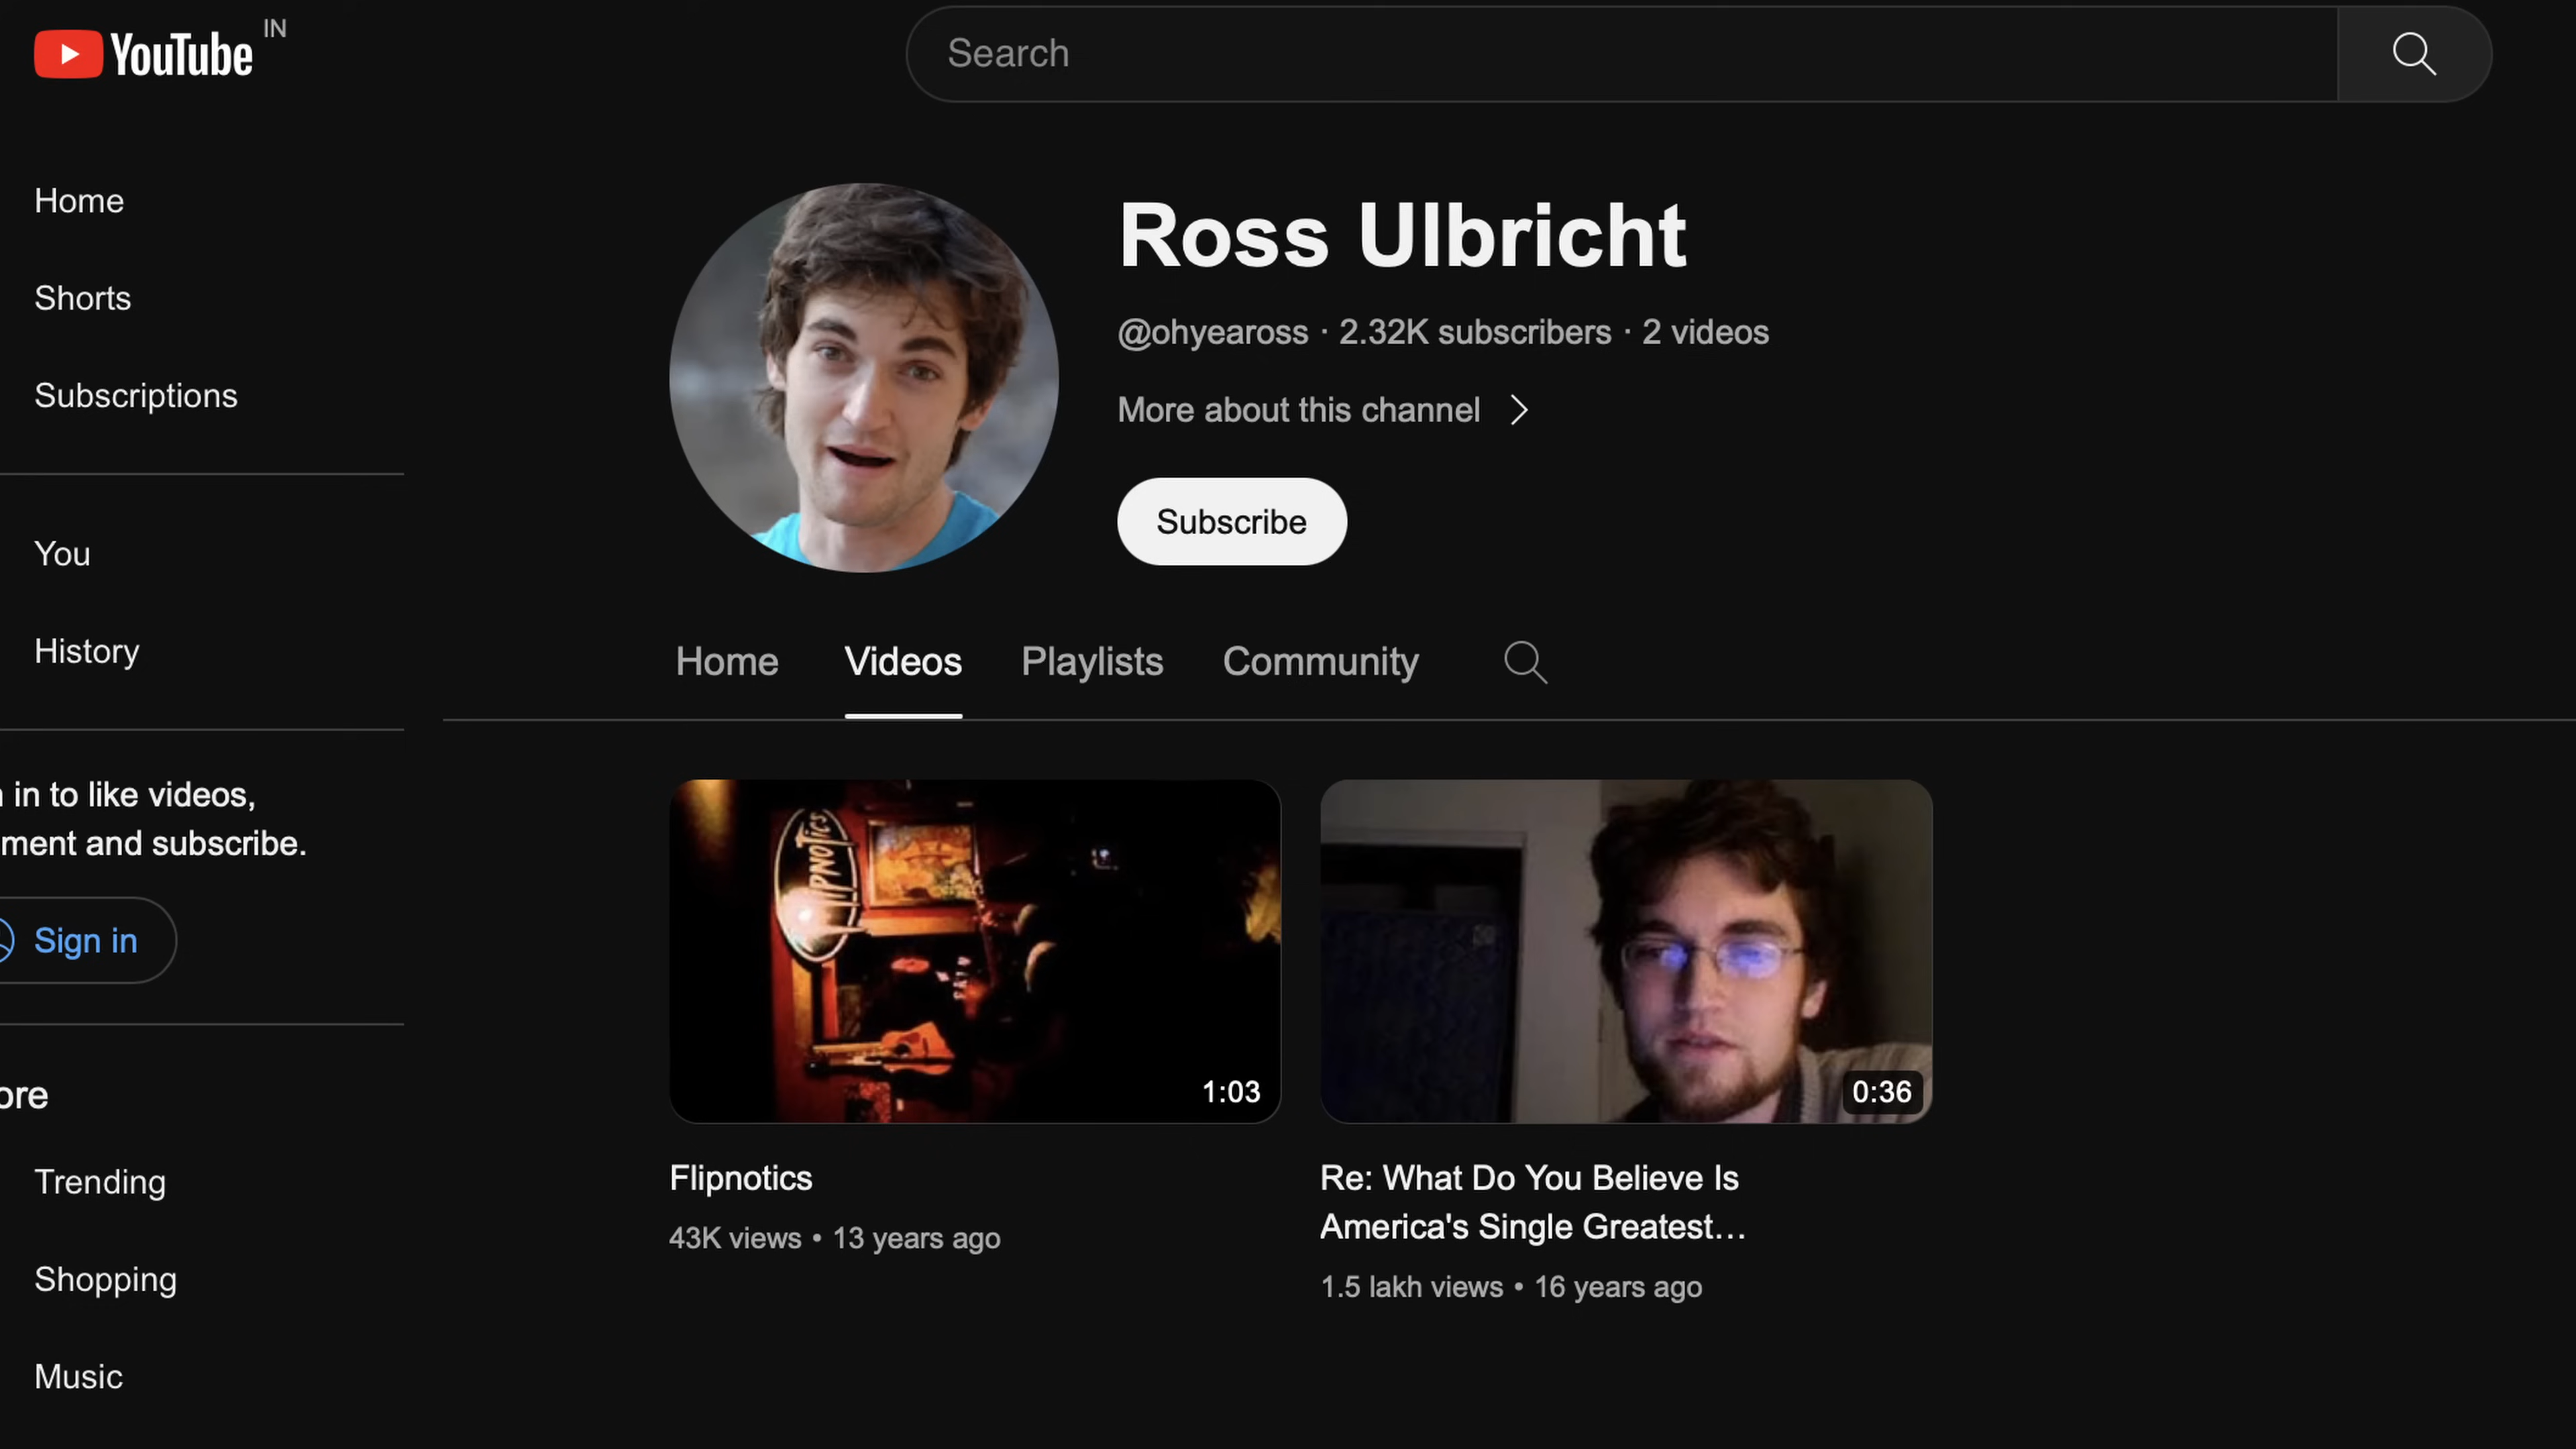 YouTube IN
Search
Home
Shorts
Subscriptions
You
History
in to like videos,
ment and subscribe.
Sign in
ore
Trending
Shopping
Music
Ross Ulbricht
@ohyeaross · 2.32K subscribers · 2 videos
More about this channel
Subscribe
Home Videos Playlists Community
1:03
Flipnotics
43K views • 13 years ago
0:36
Re: What Do You Believe Is
America's Single Greatest...
1.5 lakh views • 16 years ago